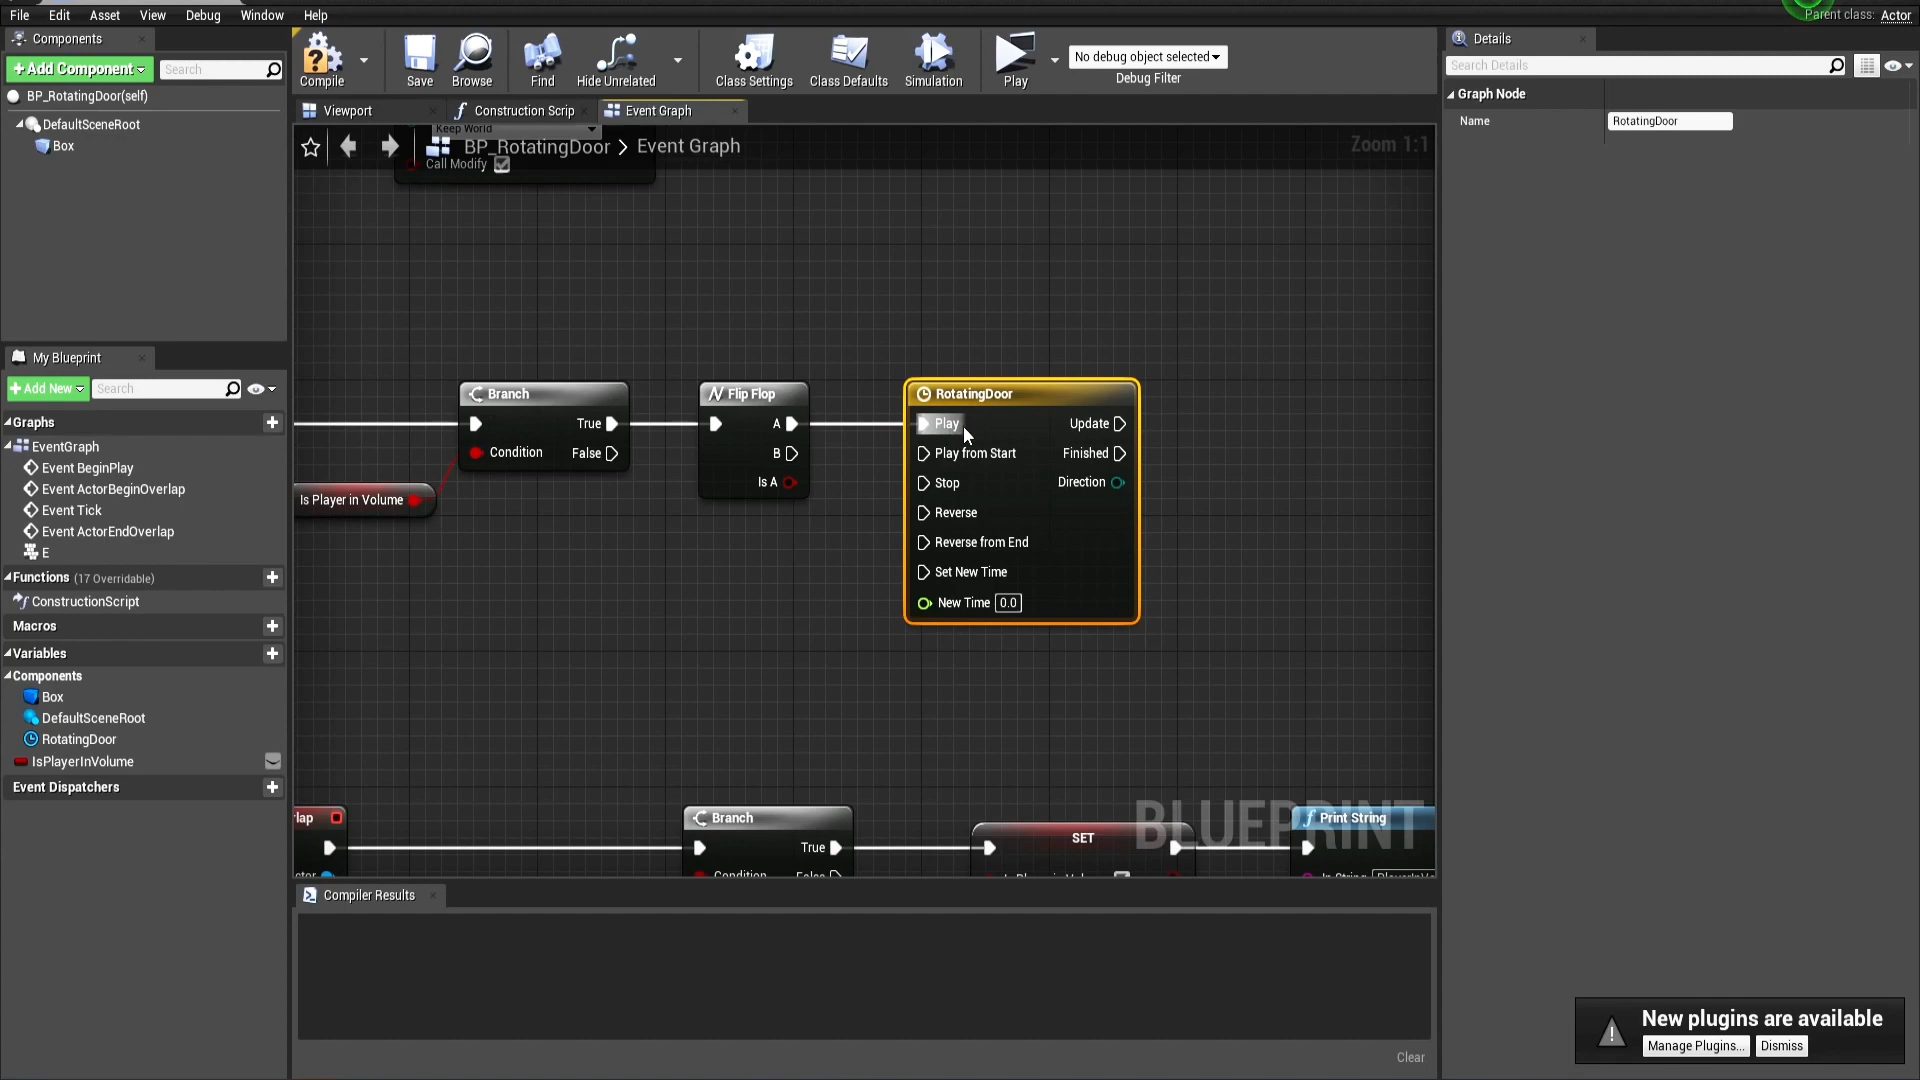 File Edit Asset View Debug Window Help
Parent class: Actor
Components
+Add Component Search
BP_RotatingDoor(self)
DefaultSceneRoot
Box
Compile Save Browse Find Hide Unrelated Class Settings Class Defaults Simulation Play
No debug object selected
Debug Filter
Viewport Construction Scrip Event Graph
Keep World
Call Modify
BP_RotatingDoor > Event Graph
Zoom 1:1
Details
Search Details
Graph Node
Name RotatingDoor
My Blueprint
+Add New Search
Graphs
EventGraph
Event BeginPlay
Event ActorBeginOverlap
Event Tick
Event ActorEndOverlap
E
Functions (17 Overridable)
ConstructionScript
Macros
Variables
Components
Box
DefaultSceneRoot
RotatingDoor
IsPlayerInVolume
Event Dispatchers
Branch
True
Condition False
Is Player in Volume
Flip Flop
A
B
Is A
RotatingDoor
Play Update
Play from Start Finished
Stop Direction
Reverse
Reverse from End
Set New Time
New Time 0.0
lap
Branch
True
Condition False
SET
BLUEPRINT
Print String
In String
Compiler Results
Clear
New plugins are available
Manage Plugins... Dismiss